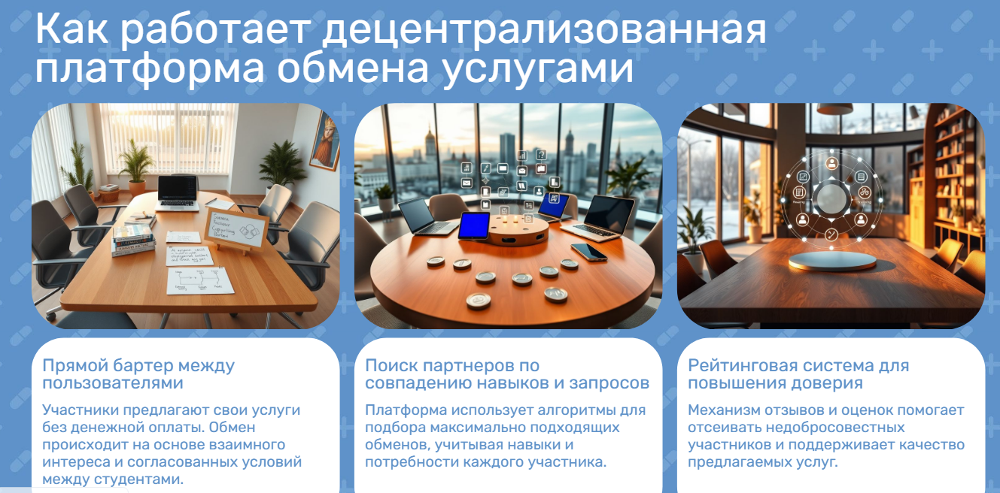 Как работает децентрализованная
платформа обмена услугами
Прямой бартер между
пользователями
Участники предлагают свои услуги
без денежной оплаты. Обмен
происходит на основе взаимного
интереса и согласованных условий
между студентами.
Поиск партнеров по
совпадению навыков и запросов
Платформа использует алгоритмы для
подбора максимально подходящих
обменов, учитывая навыки и
потребности каждого участника.
Рейтинговая система для
повышения доверия
Механизм отзывов и оценок помогает
отсеивать недобросовестных
участников и поддерживает качество
предлагаемых услуг.